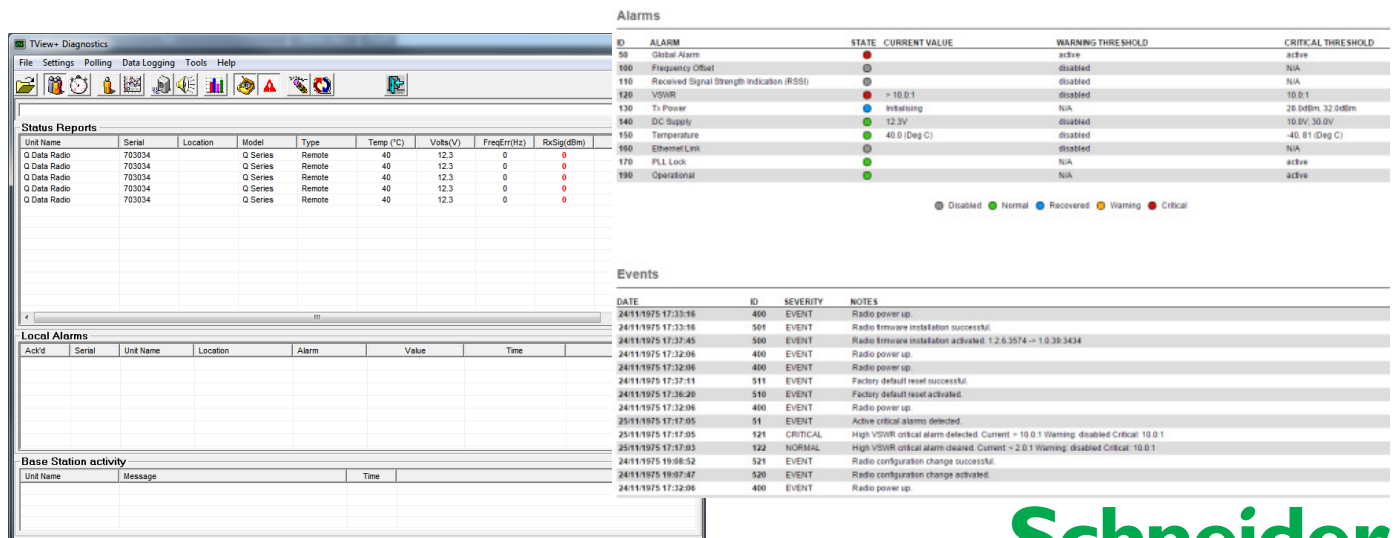 TView+ Diagnostics
File Settings Polling Data Logging Tools Help
Status Reports
Unit Name Serial Location Model Type Temp (°C) Volts(V) FreqErr(Hz) RxSig(dBm)
Q Data Radio 703034 Q Series Remote 40 12.3 0 0
Q Data Radio 703034 Q Series Remote 40 12.3 0 0
Q Data Radio 703034 Q Series Remote 40 12.3 0 0
Q Data Radio 703034 Q Series Remote 40 12.3 0 0
Q Data Radio 703034 Q Series Remote 40 12.3 0 0
Local Alarms
Ack'd Serial Unit Name Location Alarm Value Time
Base Station activity
Unit Name Message Time
Alarms
ID ALARM STATE CURRENT VALUE WARNING THRESHOLD CRITICAL THRESHOLD
50 Global Alarm active active
100 Frequency Offset disabled N/A
110 Received Signal Strength Indication (RSSI) disabled N/A
120 VSWR > 10.0:1 disabled 10.0:1
130 Tx Power Initialising N/A 28.0dBm, 32.0dBm
140 DC Supply 12.3V disabled 10.0V, 30.0V
150 Temperature 40.0 (Deg C) disabled -40, 81 (Deg C)
160 Ethernet Link disabled N/A
170 PLL Lock N/A active
190 Operational N/A active
Disabled Normal Recovered Warning Critical
Events
DATE ID SEVERITY NOTES
24/11/1975 17:33:16 400 EVENT Radio power up.
24/11/1975 17:33:16 501 EVENT Radio firmware installation successful.
24/11/1975 17:37:45 500 EVENT Radio firmware installation activated. 1.2.6.3574 -> 1.0.39.3434
24/11/1975 17:32:06 400 EVENT Radio power up.
24/11/1975 17:32:06 400 EVENT Radio power up.
24/11/1975 17:37:11 511 EVENT Factory default reset successful.
24/11/1975 17:36:20 510 EVENT Factory default reset activated.
24/11/1975 17:32:06 400 EVENT Radio power up.
25/11/1975 17:17:05 51 EVENT Active critical alarms detected.
25/11/1975 17:17:05 121 CRITICAL High VSWR critical alarm detected. Current: > 10.0:1 Warning: disabled Critical: 10.0:1
25/11/1975 17:17:03 122 NORMAL High VSWR critical alarm cleared. Current: < 2.0:1 Warning: disabled Critical: 10.0:1
24/11/1975 19:08:52 521 EVENT Radio configuration change successful.
24/11/1975 19:07:47 520 EVENT Radio configuration change activated.
24/11/1975 17:32:06 400 EVENT Radio power up.
Schneider